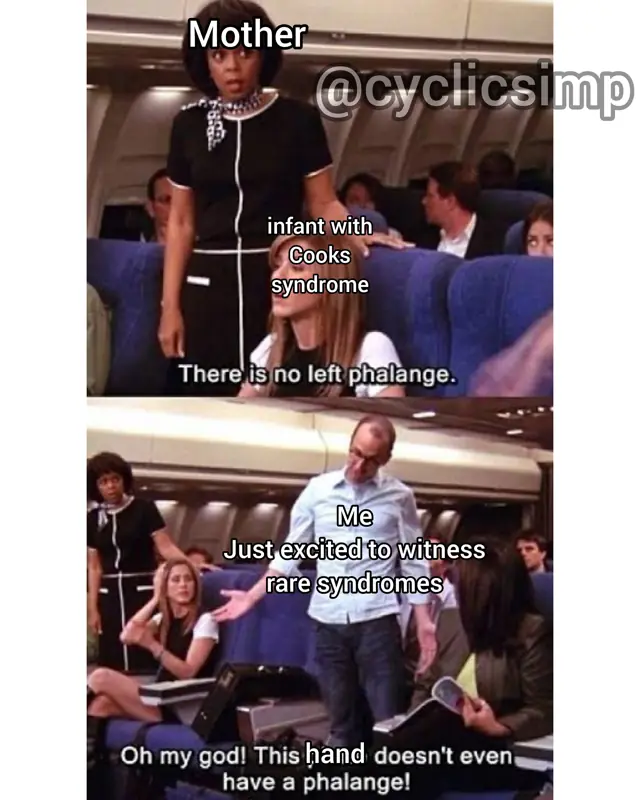 Mother
@cyclicsimp
infant with
Cooks
syndrome
There is no left phalange.
Me
Just excited to witness
rare syndromes
Oh my god! This hand doesn't even
have a phalange!